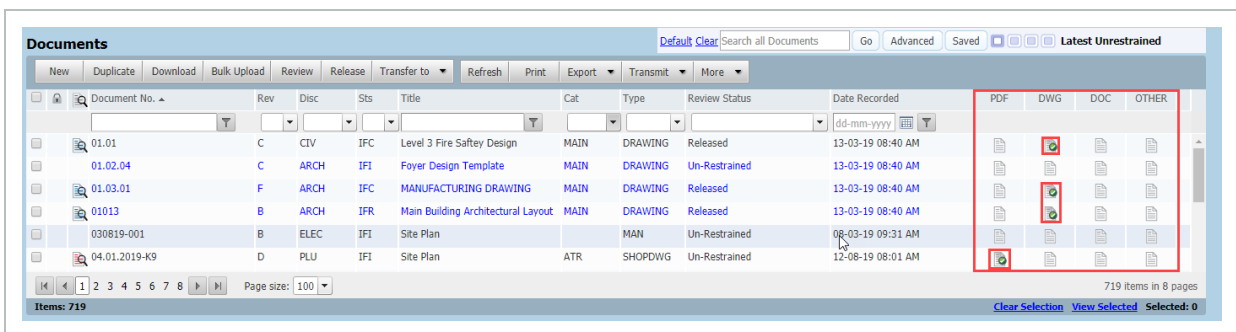 Documents Default Clear Search all Documents Go Advanced Saved Latest Unrestrained
New Duplicate Download Bulk Upload Review Release Transfer to Refresh Print Export Transmit More
Document No. Rev Disc Sts Title Cat Type Review Status Date Recorded PDF DWG DOC OTHER
dd-mm-yyyy
01.01 C CIV IFC Level 3 Fire Saftey Design MAIN DRAWING Released 13-03-19 08:40 AM
01.02.04 C ARCH IFI Foyer Design Template MAIN DRAWING Un-Restrained 13-03-19 08:40 AM
01.03.01 F ARCH IFC MANUFACTURING DRAWING MAIN DRAWING Released 13-03-19 08:40 AM
01013 B ARCH IFR Main Building Architectural Layout MAIN DRAWING Released 13-03-19 08:40 AM
030819-001 B ELEC IFI Site Plan MAN Un-Restrained 08-03-19 09:31 AM
04.01.2019-K9 D PLU IFI Site Plan ATR SHOPDWG Un-Restrained 12-08-19 08:01 AM
1 2 3 4 5 6 7 8 Page size: 100 719 items in 8 pages
Items: 719 Clear Selection View Selected Selected: 0